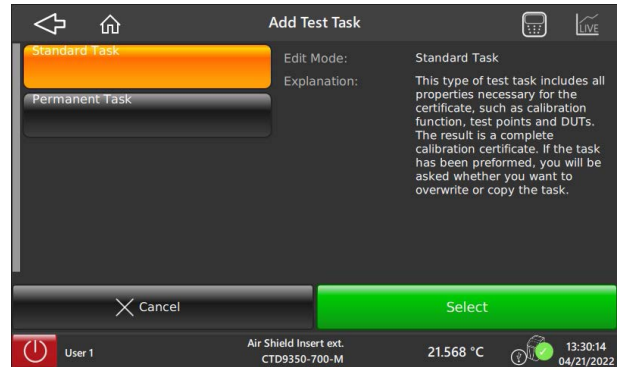 Add Test Task
LIVE
Standard Task
Permanent Task
Edit Mode:
Standard Task
Explanation:
This type of test task includes all
properties necessary for the
certificate, such as calibration
function, test points and DUTs.
The result is a complete
calibration certificate. If the task
has been preformed, you will be
asked whether you want to
overwrite or copy the task.
Cancel
Select
User 1
Air Shield Insert ext.
CTD9350-700-M
21.568 °C
13:30:14
04/21/2022